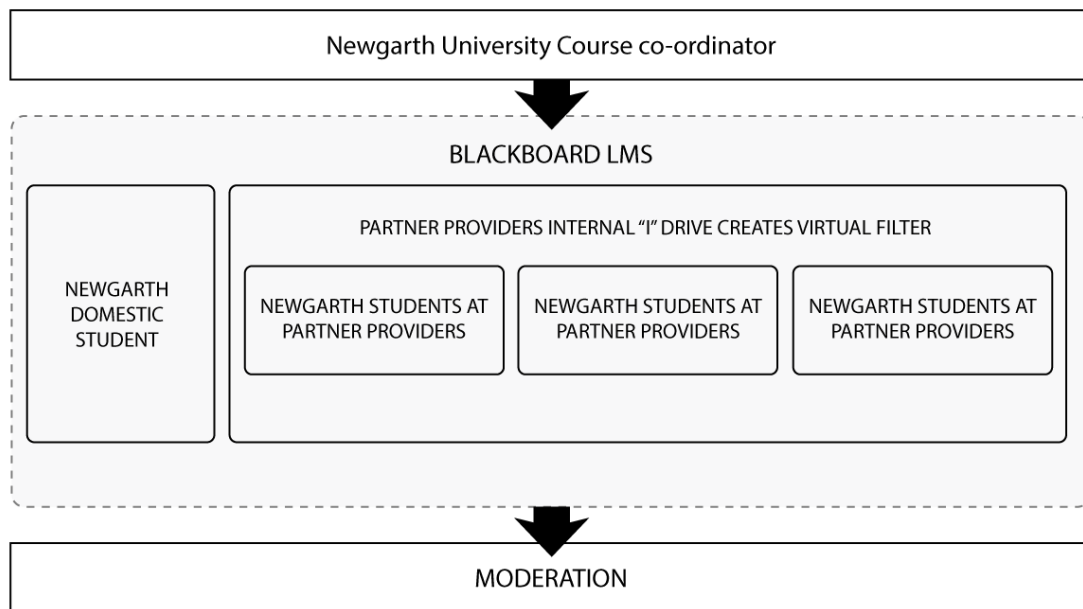 Newgarth University Course co-ordinator
BLACKBOARD LMS
NEWGARTH
DOMESTIC
STUDENT
PARTNER PROVIDERS INTERNAL “I” DRIVE CREATES VIRTUAL FILTER
NEWGARTH STUDENTS AT
PARTNER PROVIDERS
NEWGARTH STUDENTS AT
PARTNER PROVIDERS
NEWGARTH STUDENTS AT
PARTNER PROVIDERS
MODERATION